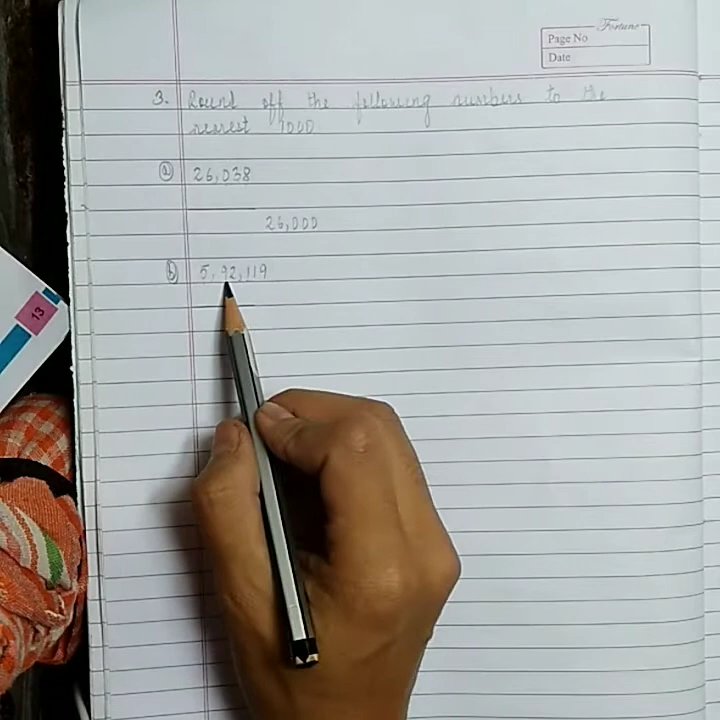 Fortune
Page No
Date
3. Round off the following numbers to the
nearest 1000
(a) 26,038
26,000
(b) 5,92,119
13